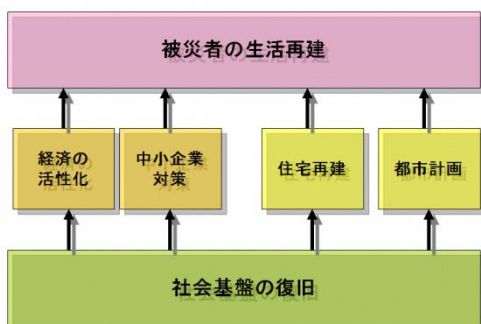 被災者の生活再建
経済の
活性化
中小企業
対策
住宅再建
都市計画
社会基盤の復旧